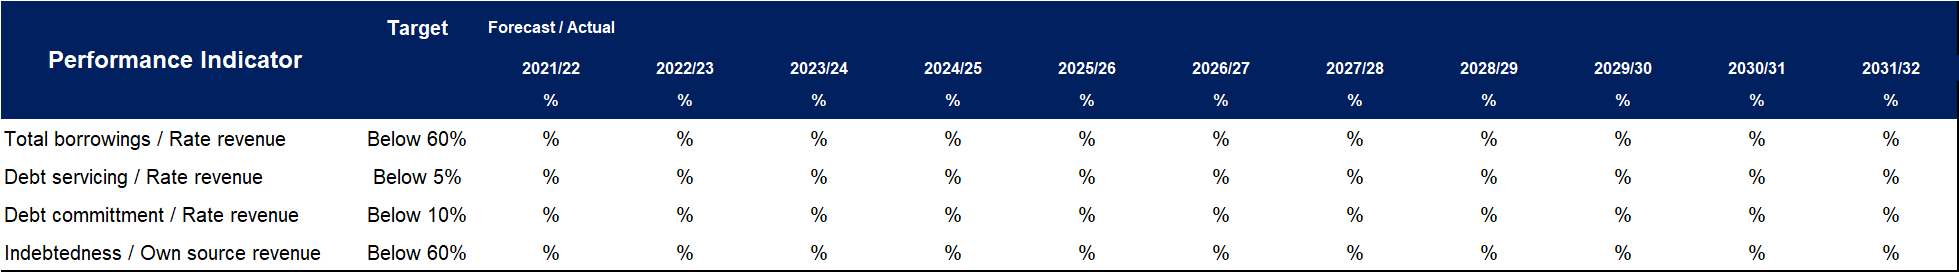 Target Forecast / Actual
Performance Indicator
2021/22 2022/23 2023/24 2024/25 2025/26 2026/27 2027/28 2028/29 2029/30 2030/31 2031/32
% % % % % % % % % % %
Total borrowings / Rate revenue Below 60% % % % % % % % % % % %
Debt servicing / Rate revenue Below 5% % % % % % % % % % % %
Debt committment / Rate revenue Below 10% % % % % % % % % % % %
Indebtedness / Own source revenue Below 60% % % % % % % % % % % %